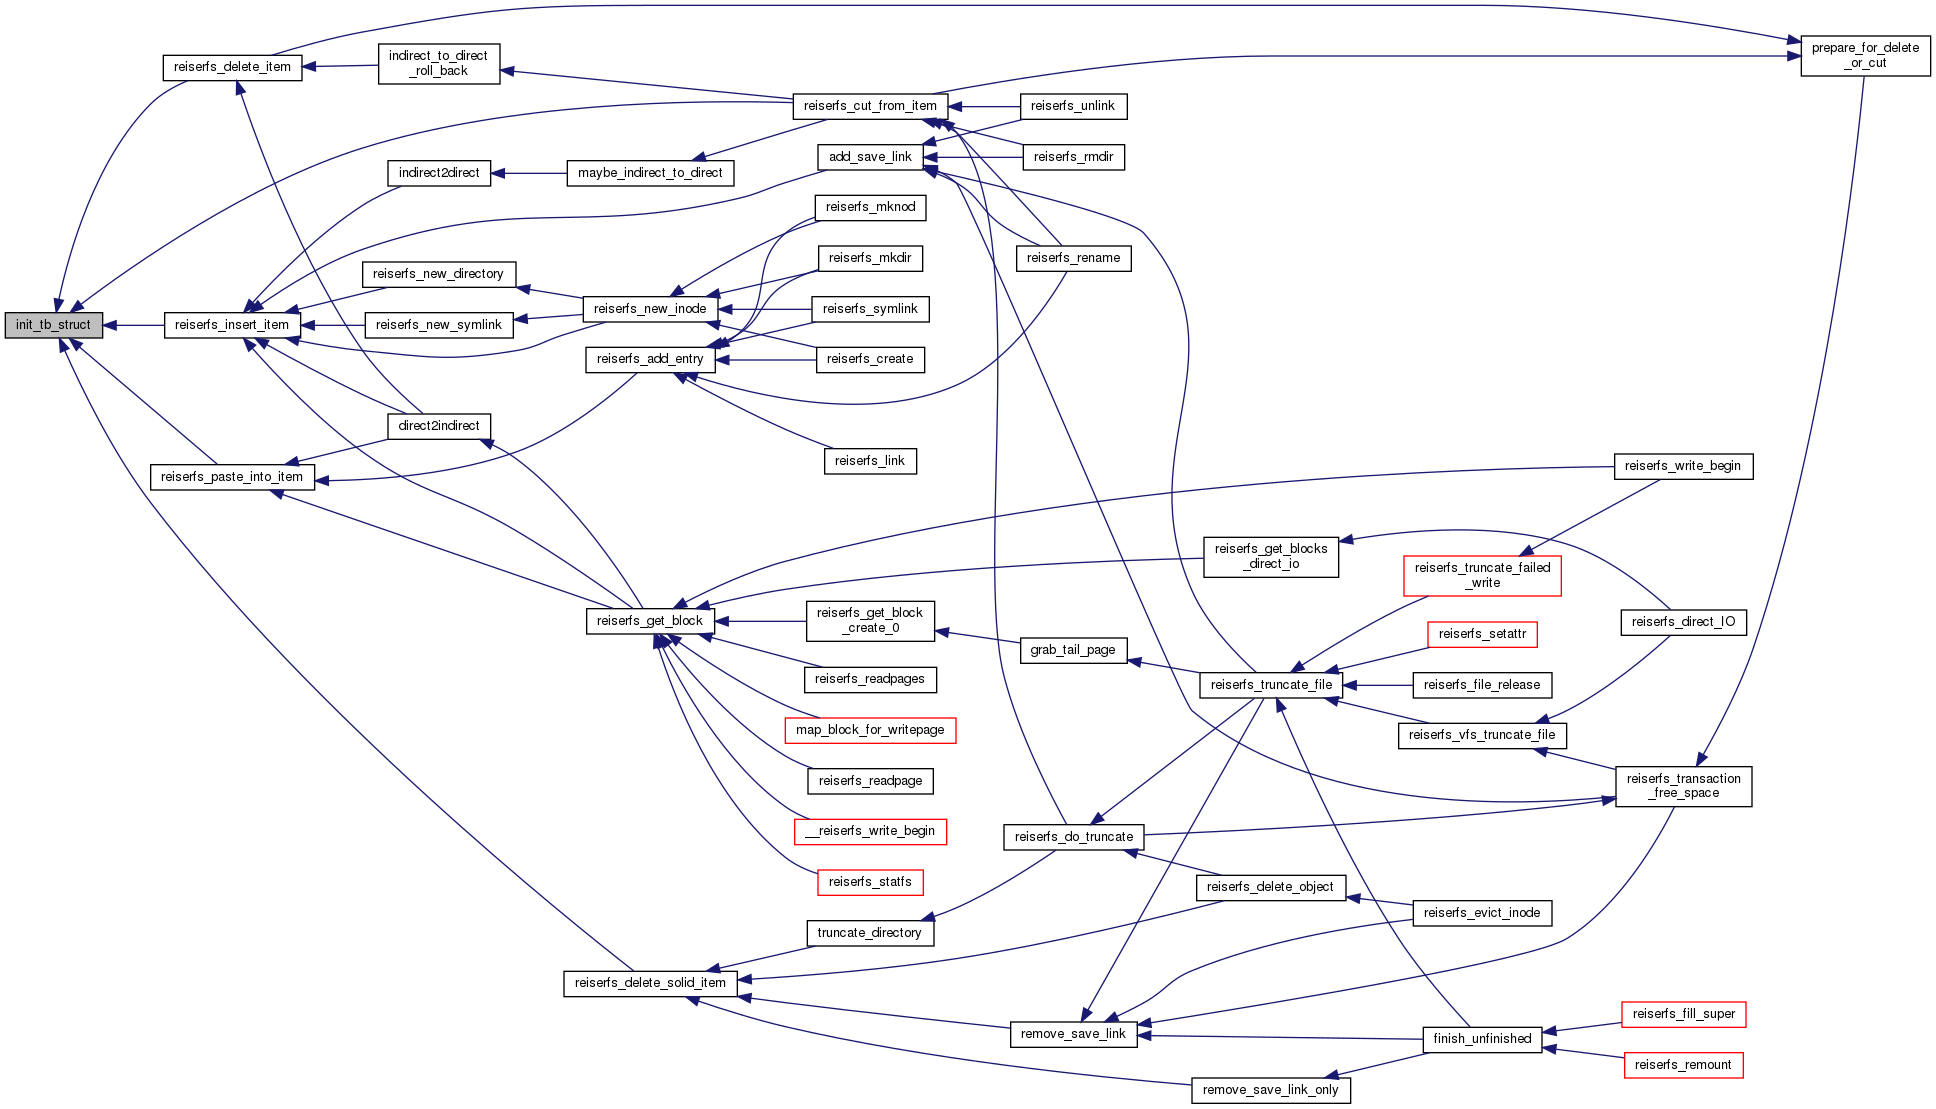 prepare_for_delete
_or_cut
indirect_to_direct
_roll_back
reiserfs_delete_item
reiserfs_cut_from_item
reiserfs_unlink
add_save_link
reiserfs_rmdir
indirect2direct
maybe_indirect_to_direct
reiserfs_mknod
reiserfs_mkdir
reiserfs_rename
reiserfs_new_directory
reiserfs_new_inode
reiserfs_symlink
init_tb_struct
reiserfs_insert_item
reiserfs_new_symlink
reiserfs_add_entry
reiserfs_create
direct2indirect
reiserfs_link
reiserfs_write_begin
reiserfs_paste_into_item
reiserfs_get_blocks
_direct_io
reiserfs_truncate_failed
_write
reiserfs_get_block
reiserfs_get_block
_create_0
reiserfs_direct_IO
reiserfs_setattr
grab_tail_page
reiserfs_readpages
reiserfs_truncate_file
reiserfs_file_release
map_block_for_writepage
reiserfs_vfs_truncate_file
reiserfs_readpage
reiserfs_transaction
_free_space
__reiserfs_write_begin
reiserfs_do_truncate
reiserfs_statfs
reiserfs_delete_object
reiserfs_evict_inode
truncate_directory
reiserfs_delete_solid_item
reiserfs_fill_super
remove_save_link
finish_unfinished
reiserfs_remount
remove_save_link_only